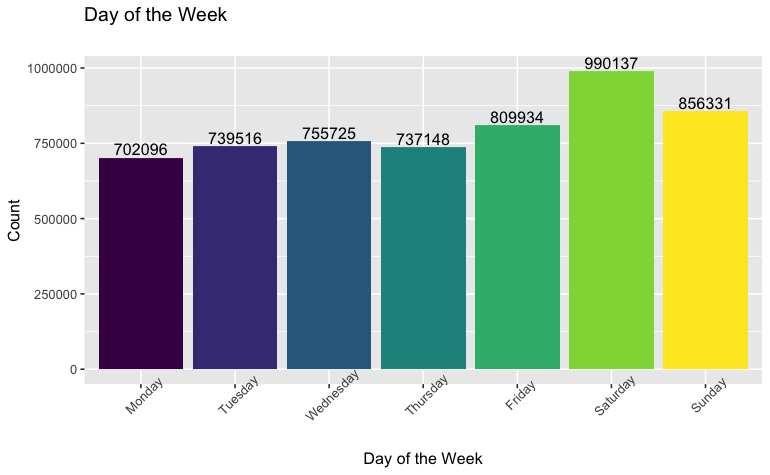 Day of the Week
Count
1000000
750000
500000
250000
0
702096
739516
755725
737148
809934
990137
856331
Monday
Tuesday
Wednesday
Thursday
Friday
Saturday
Sunday
Day of the Week